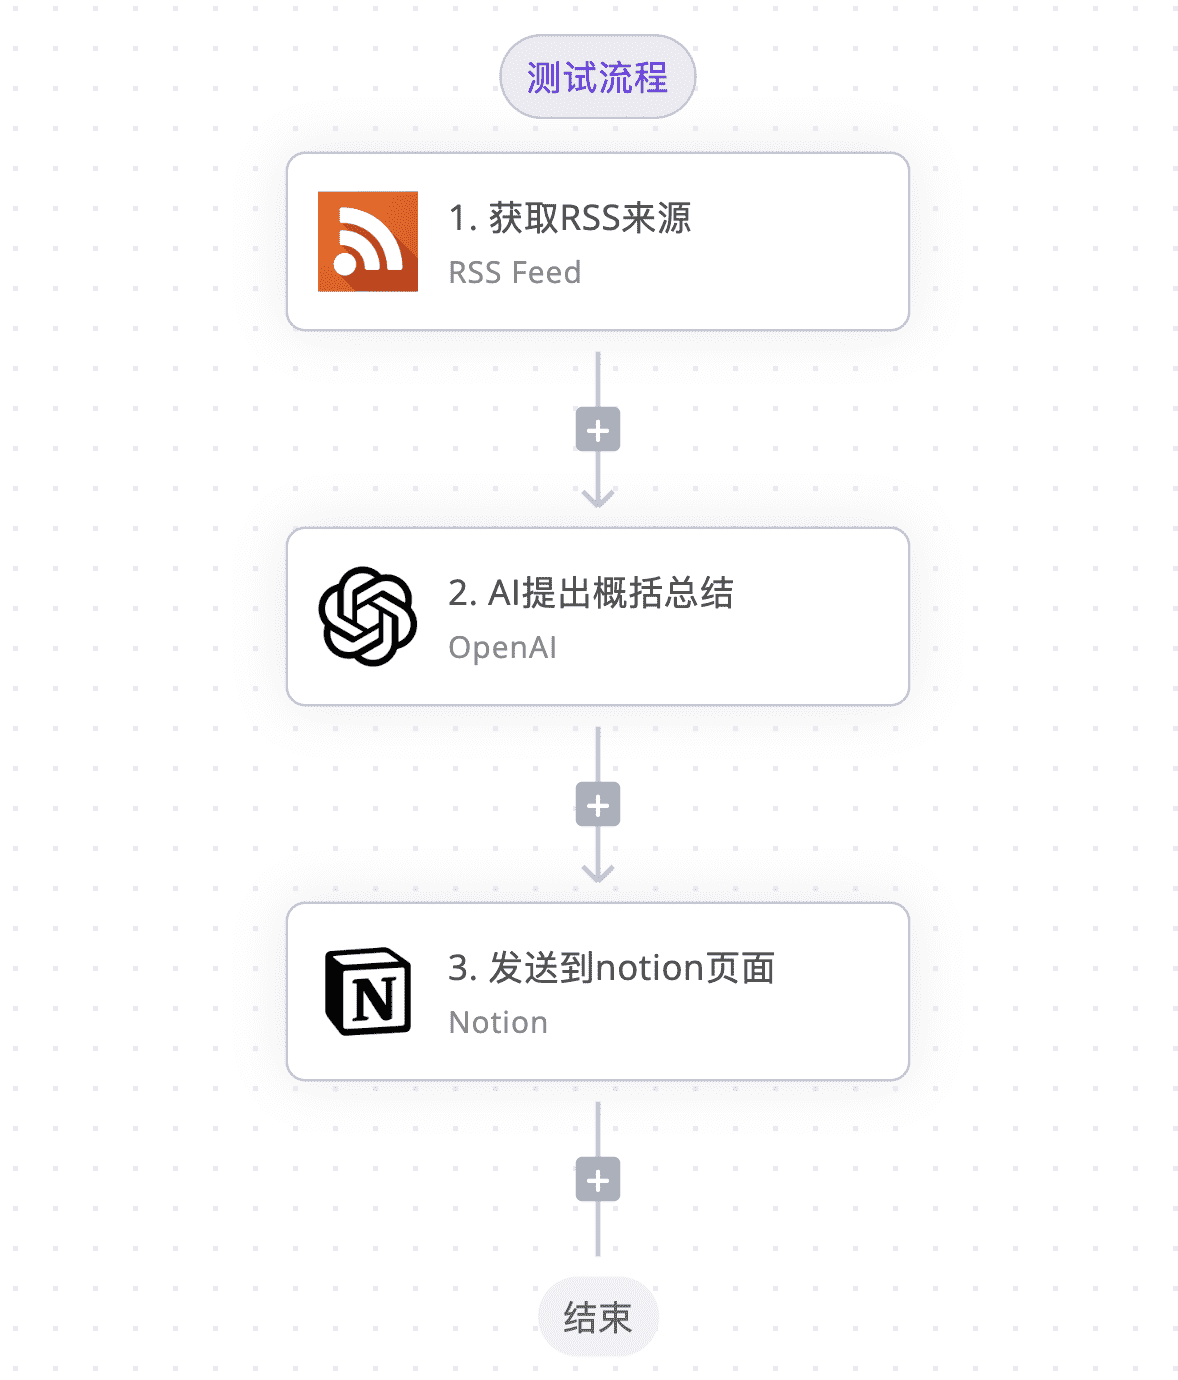 测试流程
1. 获取RSS来源
RSS Feed
2. AI提出概括总结
OpenAI
3. 发送到notion页面
Notion
结束